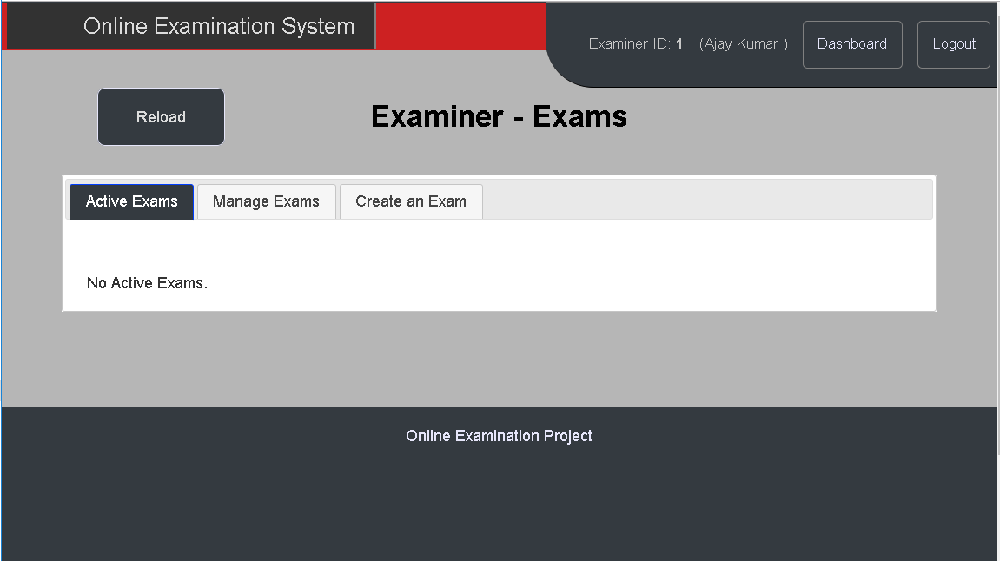 Online Examination System
Examiner ID: 1 (Ajay Kumar ) Dashboard Logout
Reload
Examiner - Exams
Active Exams Manage Exams Create an Exam
No Active Exams.
Online Examination Project